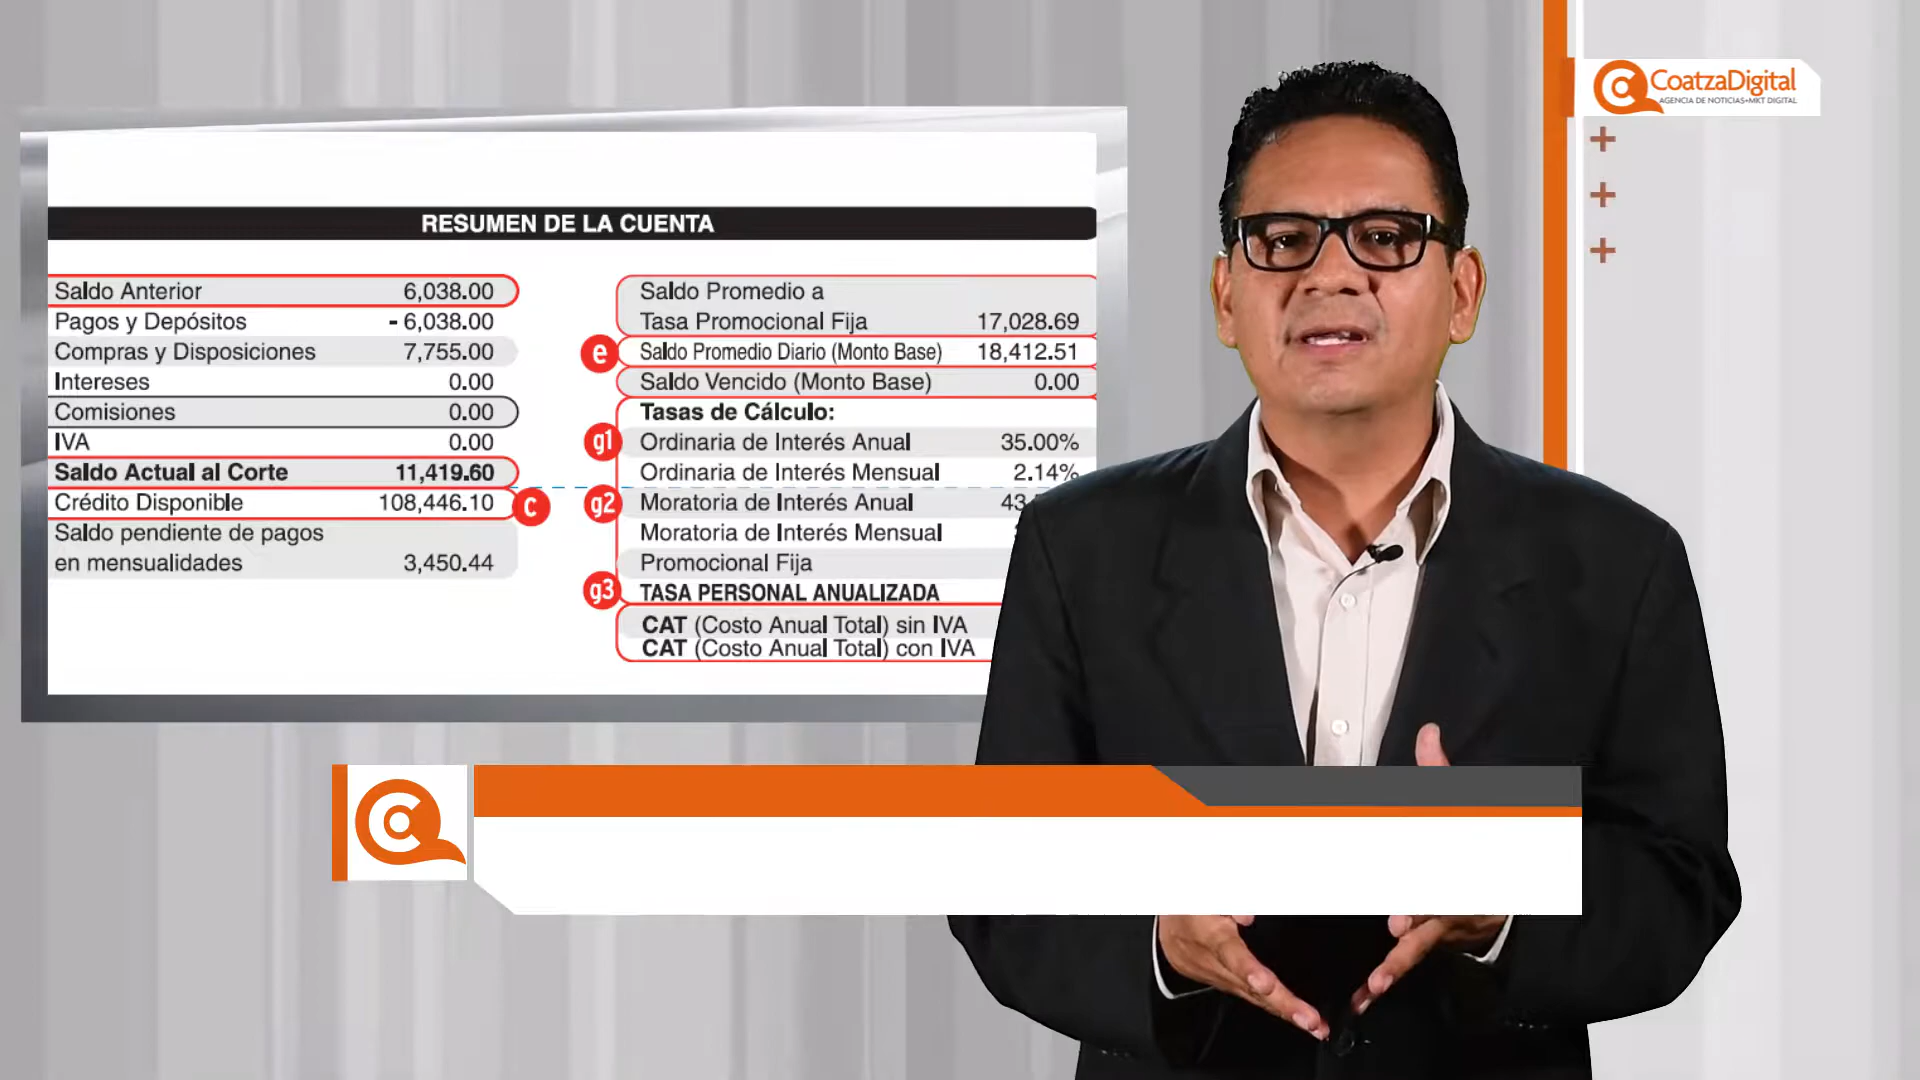 CoatzaDigital
AGENCIA DE NOTICIAS+MKT DIGITAL
RESUMEN DE LA CUENTA
Saldo Anterior 6,038.00
Pagos y Depósitos - 6,038.00
Compras y Disposiciones 7,755.00
Intereses 0.00
Comisiones 0.00
IVA 0.00
Saldo Actual al Corte 11,419.60
Crédito Disponible 108,446.10 c
Saldo pendiente de pagos
en mensualidades 3,450.44
Saldo Promedio a
Tasa Promocional Fija 17,028.69
e Saldo Promedio Diario (Monto Base) 18,412.51
Saldo Vencido (Monto Base) 0.00
Tasas de Cálculo:
g1 Ordinaria de Interés Anual 35.00%
Ordinaria de Interés Mensual 2.14%
g2 Moratoria de Interés Anual 43
Moratoria de Interés Mensual
Promocional Fija
g3 TASA PERSONAL ANUALIZADA
CAT (Costo Anual Total) sin IVA
CAT (Costo Anual Total) con IVA